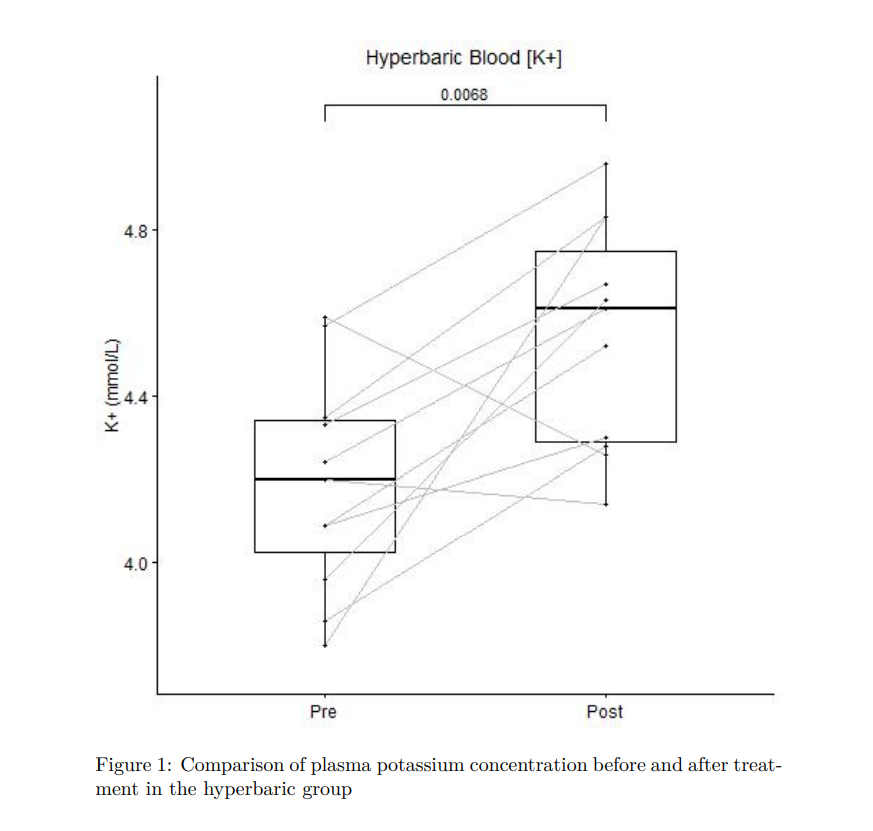 Hyperbaric Blood [K+]
0.0068
4.8
4.4
4.0
K+ (mmol/L)
Pre
Post
Figure 1: Comparison of plasma potassium concentration before and after treat-
ment in the hyperbaric group